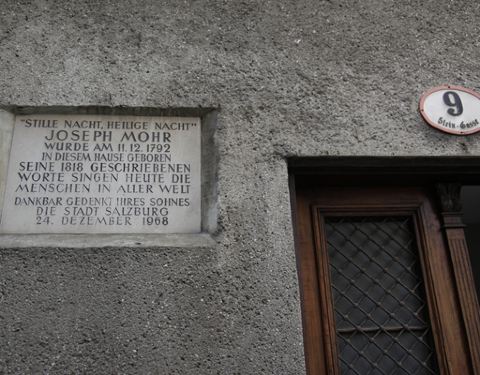 "STILLE NACHT, HEILIGE NACHT"
JOSEPH MOHR
WURDE AM 11.12.1792
IN DIESEM HAUSE GEBOREN
SEINE 1818 GESCHRIEBENEN
WORTE SINGEN HEUTE DIE
MENSCHEN IN ALLER WELT
DANKBAR GEDENKT IHRES SOHNES
DIE STADT SALZBURG
24. DEZEMBER 1968
9
Stein-Gasse